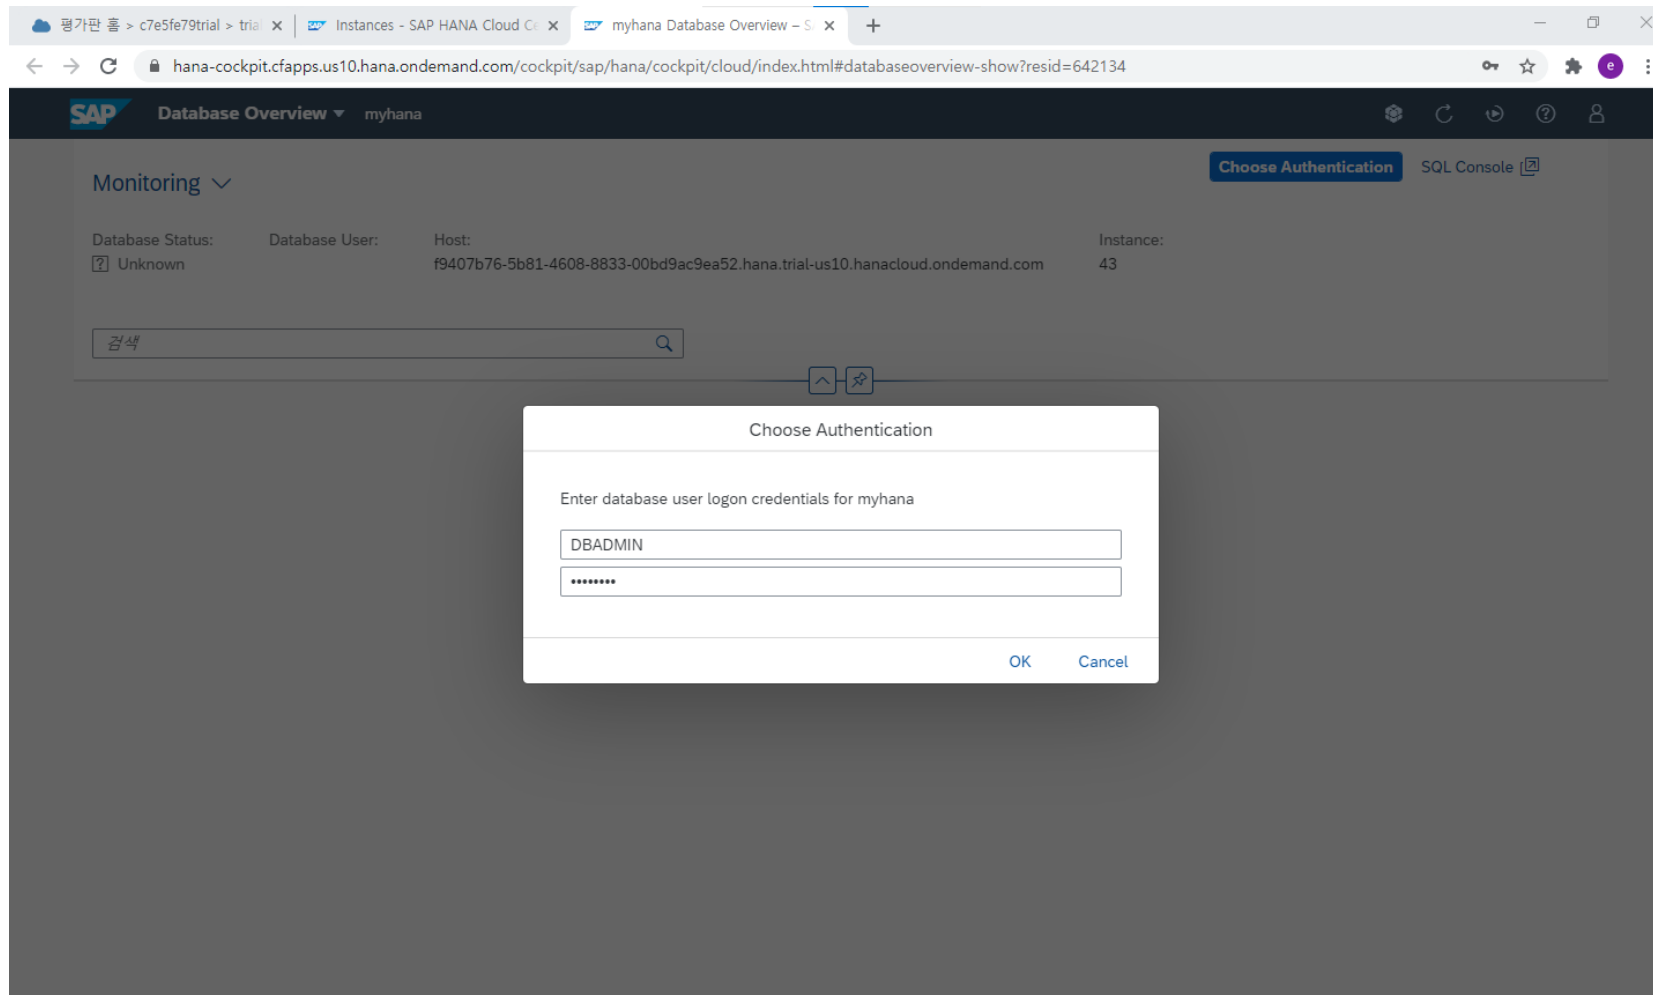 평가판 홈 > c7e5fe79trial > tria
Instances - SAP HANA Cloud Ce
myhana Database Overview – S
hana-cockpit.cfapps.us10.hana.ondemand.com/cockpit/sap/hana/cockpit/cloud/index.html#databaseoverview-show?resid=642134
e
SAP Database Overview myhana
Choose Authentication SQL Console
Monitoring
Database Status: Database User: Host: Instance:
Unknown f9407b76-5b81-4608-8833-00bd9ac9ea52.hana.trial-us10.hanacloud.ondemand.com 43
검색
Choose Authentication
Enter database user logon credentials for myhana
DBADMIN
••••••••
OK Cancel